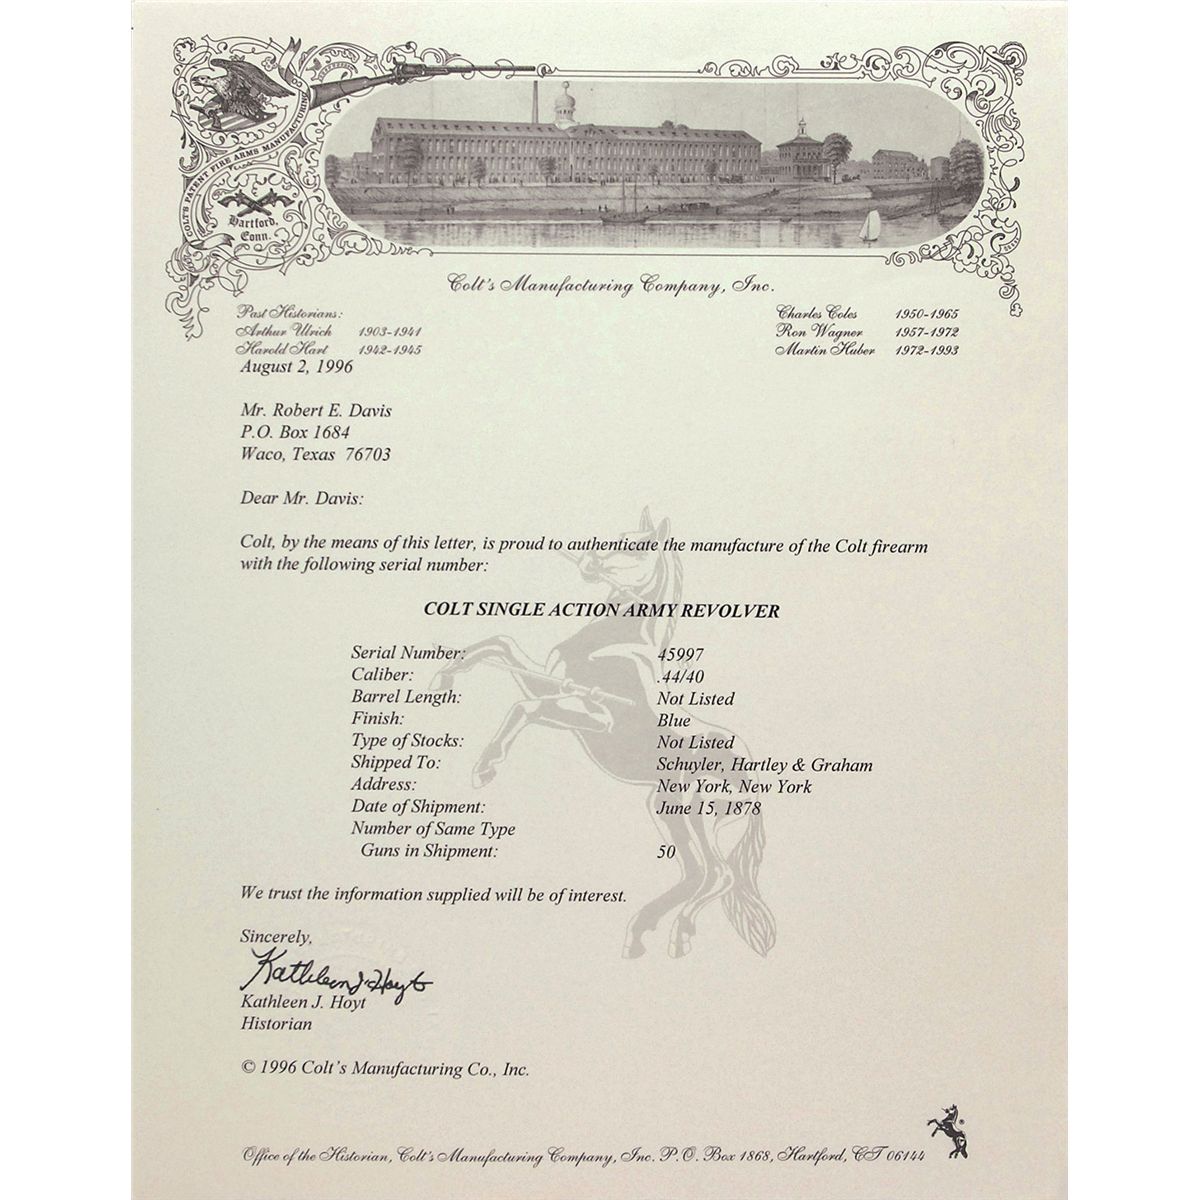 COLT'S PATENT FIRE ARMS MANUFACTURING
Hartford,
Conn.
Colt's Manufacturing Company, Inc.
Past Historians:
Arthur Ulrich 1903-1941
Harold Hart 1942-1945
Charles Coles 1950-1965
Ron Wagner 1957-1972
Martin Huber 1972-1993
August 2, 1996
Mr. Robert E. Davis
P.O. Box 1684
Waco, Texas 76703
Dear Mr. Davis:
Colt, by the means of this letter, is proud to authenticate the manufacture of the Colt firearm
with the following serial number:
COLT SINGLE ACTION ARMY REVOLVER
Serial Number: 45997
Caliber: .44/40
Barrel Length: Not Listed
Finish: Blue
Type of Stocks: Not Listed
Shipped To: Schuyler, Hartley & Graham
Address: New York, New York
Date of Shipment: June 15, 1878
Number of Same Type
Guns in Shipment: 50
We trust the information supplied will be of interest.
Sincerely,
Kathleen J. Hoyt
Kathleen J. Hoyt
Historian
© 1996 Colt's Manufacturing Co., Inc.
Office of the Historian, Colt's Manufacturing Company, Inc. P.O. Box 1868, Hartford, CT 06144